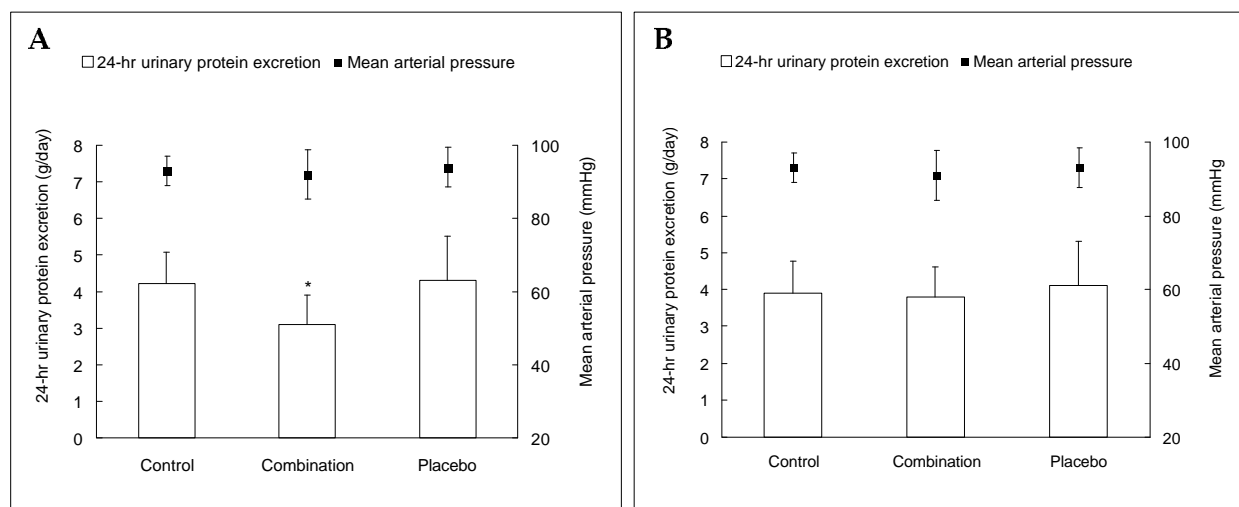 A
24-hr urinary protein excretion Mean arterial pressure
24-hr urinary protein excretion (g/day)
8
7
6
5
4
3
2
1
0
*
100
80
60
40
20
Mean arterial pressure (mmHg)
Control Combination Placebo
B
24-hr urinary protein excretion Mean arterial pressure
24-hr urinary protein excretion (g/day)
8
7
6
5
4
3
2
1
0
100
80
60
40
20
Mean arterial pressure (mmHg
Control Combination Placebo